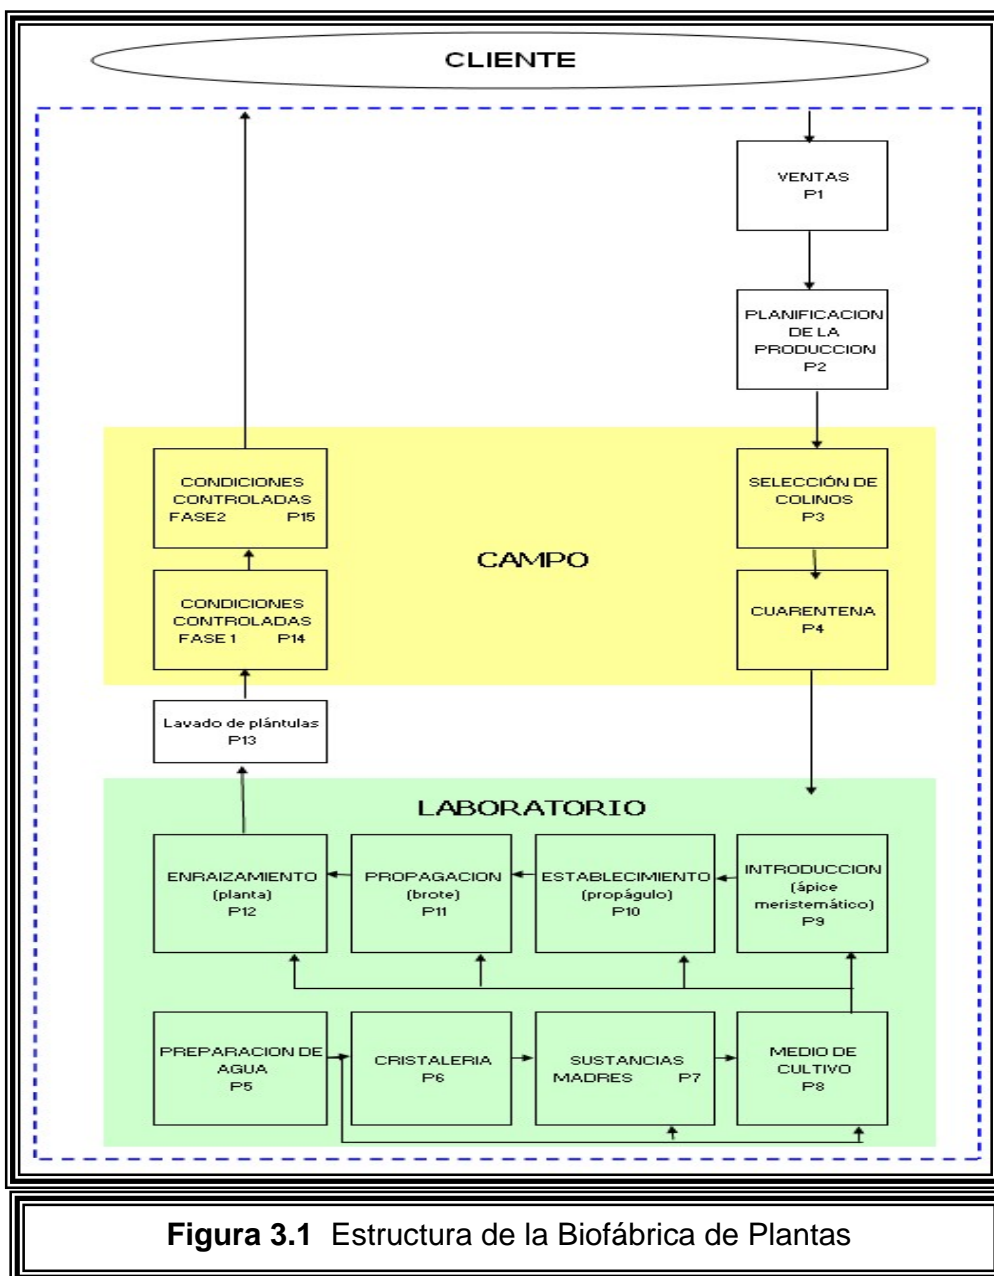 CLIENTE
VENTAS
P1
PLANIFICACION
DE LA
PRODUCCION
P2
CONDICIONES
CONTROLADAS
FASE2 P15
SELECCIÓN DE
COLINOS
P3
CAMPO
CONDICIONES
CONTROLADAS
FASE 1 P14
CUARENTENA
P4
Lavado de plántulas
P13
LABORATORIO
ENRAIZAMIENTO
(planta)
P12
PROPAGACION
(brote)
P11
ESTABLECIMIENTO
(propágulo)
P10
INTRODUCCION
(ápice
meristemático)
P9
PREPARACION DE
AGUA
P5
CRISTALERIA
P6
SUSTANCIAS
MADRES P7
MEDIO DE
CULTIVO
P8
Figura 3.1 Estructura de la Biofábrica de Plantas